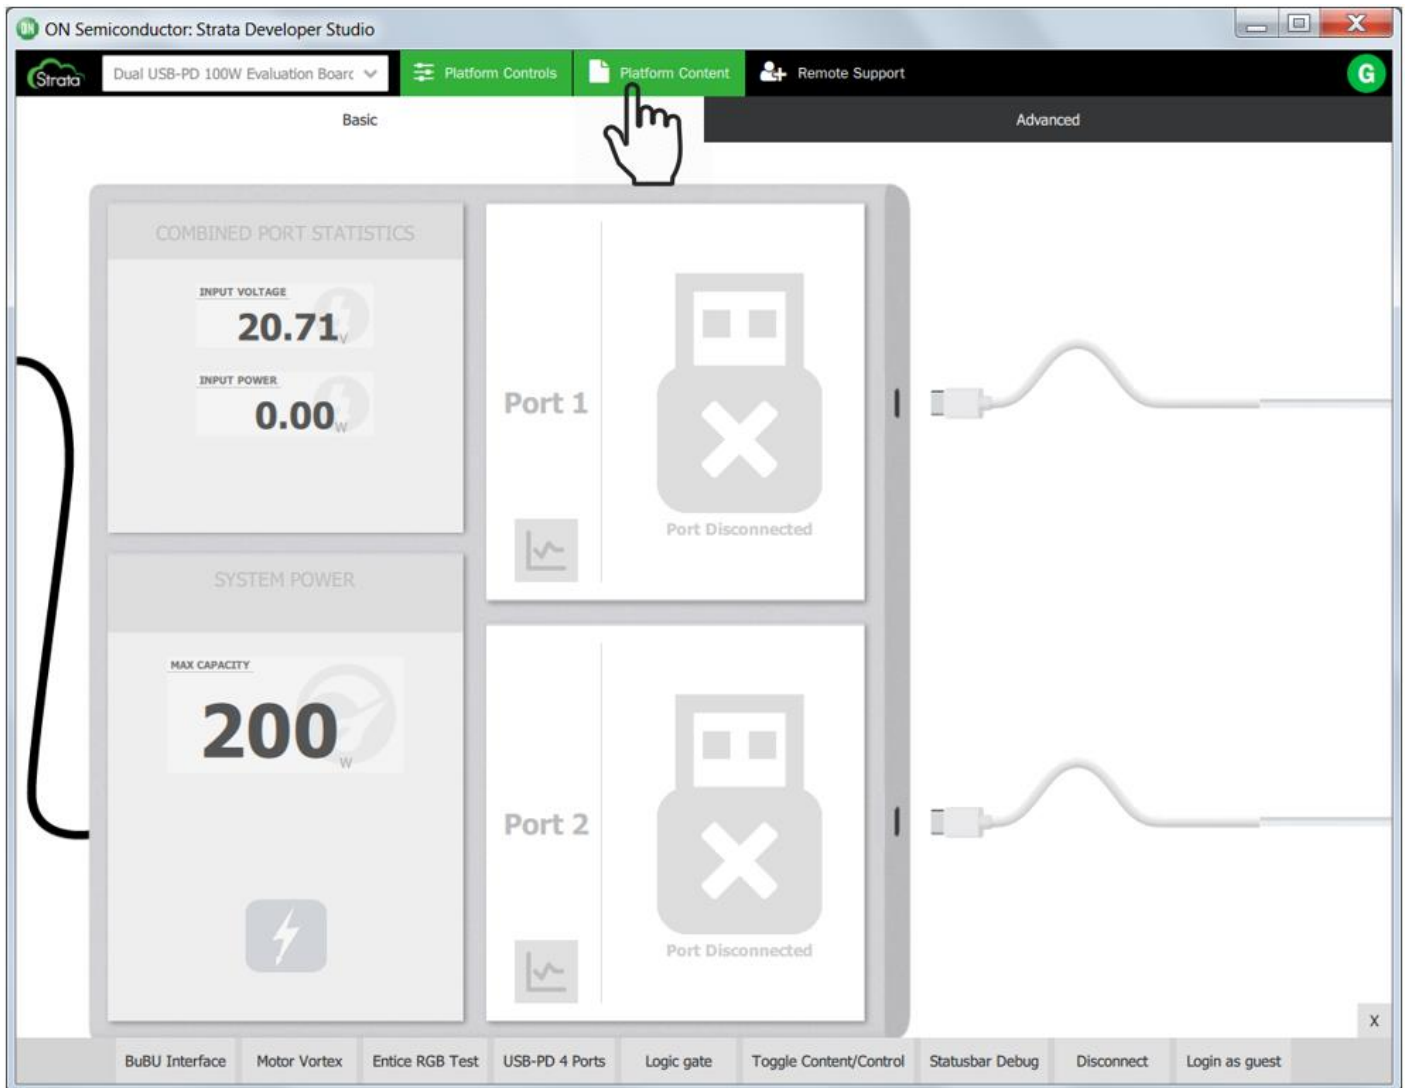 ON Semiconductor: Strata Developer Studio
Strata
Dual USB-PD 100W Evaluation Boarc
Platform Controls
Platform Content
Remote Support
G
Basic
Advanced
COMBINED PORT STATISTICS
INPUT VOLTAGE
20.71 V
INPUT POWER
0.00 W
Port 1
Port Disconnected
SYSTEM POWER
MAX CAPACITY
200 W
Port 2
Port Disconnected
X
BuBU Interface
Motor Vortex
Entice RGB Test
USB-PD 4 Ports
Logic gate
Toggle Content/Control
Statusbar Debug
Disconnect
Login as guest